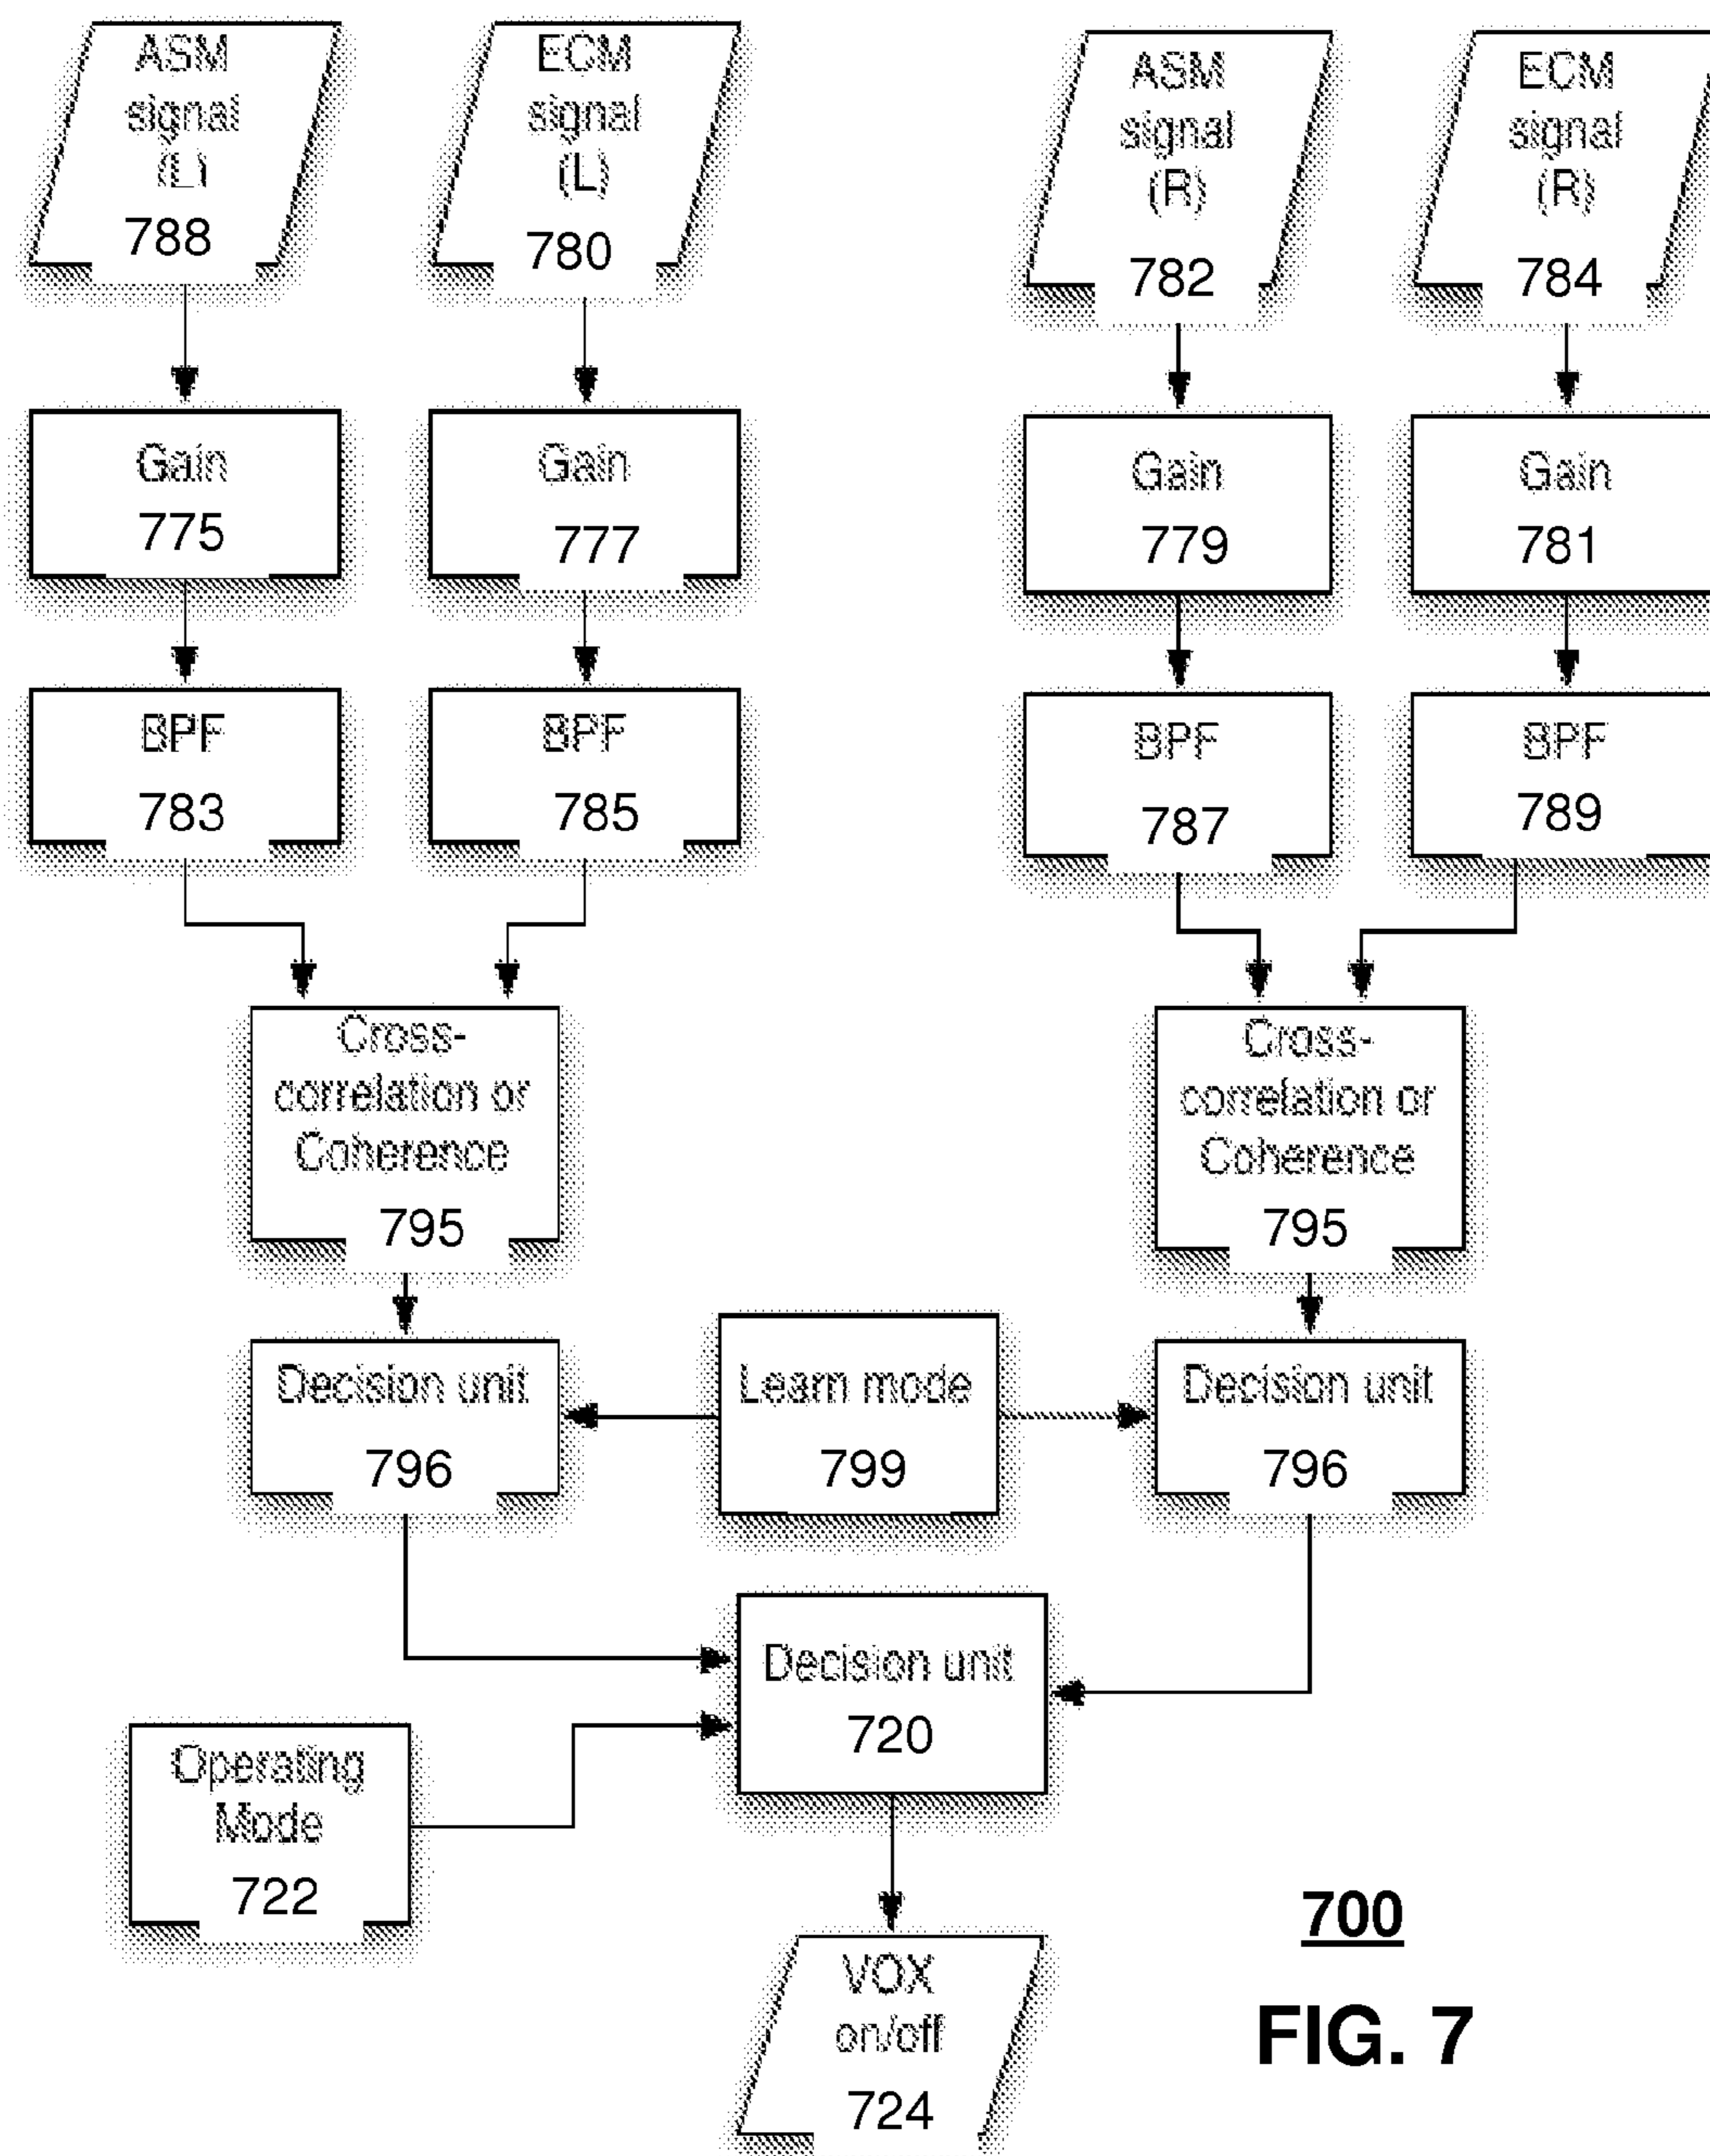 ASM
signal
(L)
788
ECM
signal
(L)
780
ASM
signal
(R)
782
ECM
signal
(R)
784
Gain
775
Gain
777
Gain
779
Gain
781
BPF
783
BPF
785
BPF
787
BPF
789
Cross-
correlation or
Coherence
795
Cross-
correlation or
Coherence
795
Decision unit
796
Learn mode
799
Decision unit
796
Decision unit
720
Operating
Mode
722
VOX
on/off
724
700
FIG. 7